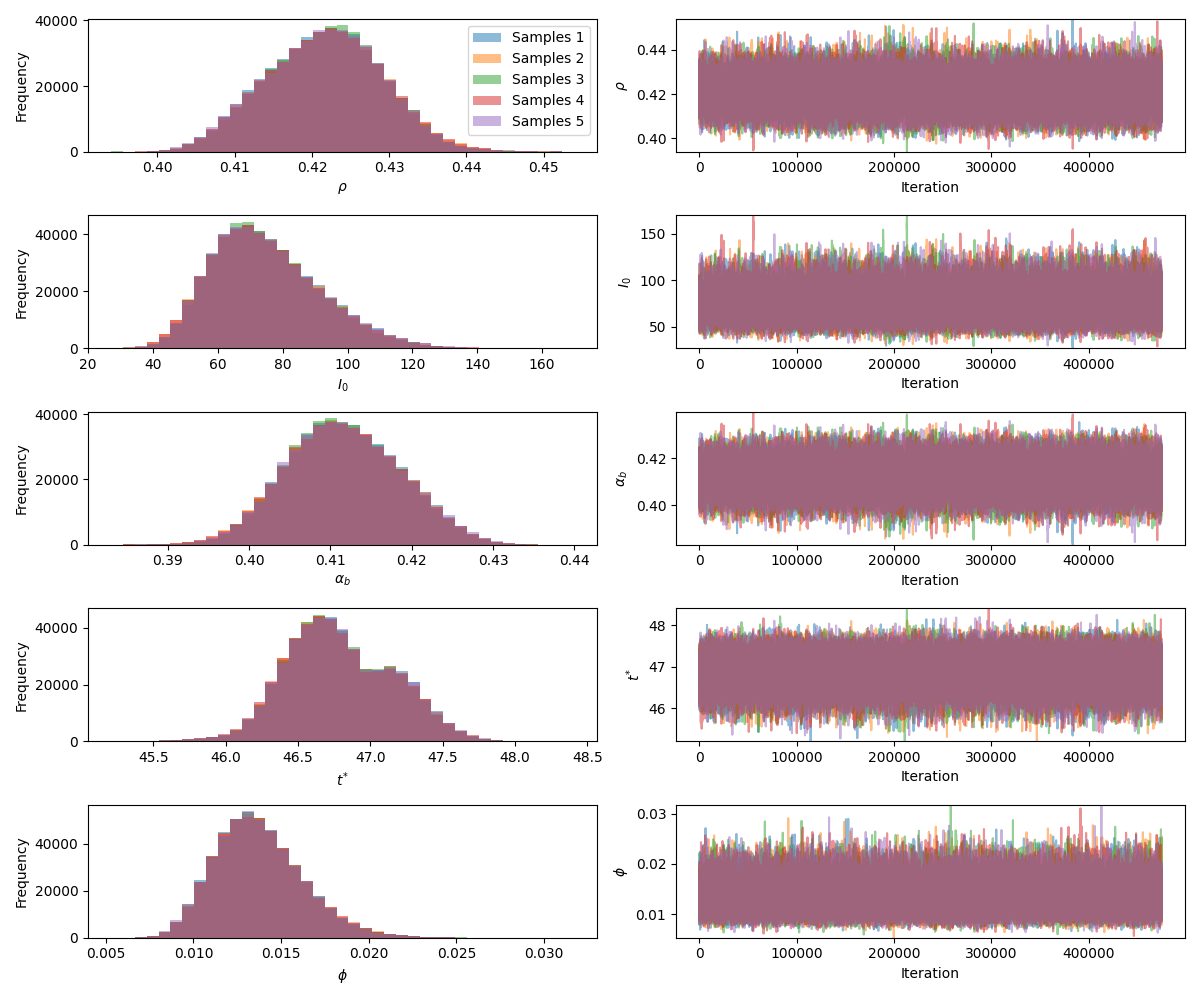 40000
20000
0
Frequency
0.40 0.41 0.42 0.43 0.44 0.45
ρ
Samples 1
Samples 2
Samples 3
Samples 4
Samples 5
0.44
0.42
0.40
ρ
0 100000 200000 300000 400000
Iteration
40000
20000
0
Frequency
20 40 60 80 100 120 140 160
I₀
150
100
50
I₀
0 100000 200000 300000 400000
Iteration
40000
20000
0
Frequency
0.39 0.40 0.41 0.42 0.43 0.44
α_b
0.42
0.40
α_b
0 100000 200000 300000 400000
Iteration
40000
20000
0
Frequency
45.5 46.0 46.5 47.0 47.5 48.0 48.5
t*
48
47
46
t*
0 100000 200000 300000 400000
Iteration
40000
20000
0
Frequency
0.005 0.010 0.015 0.020 0.025 0.030
ϕ
0.03
0.02
0.01
ϕ
0 100000 200000 300000 400000
Iteration